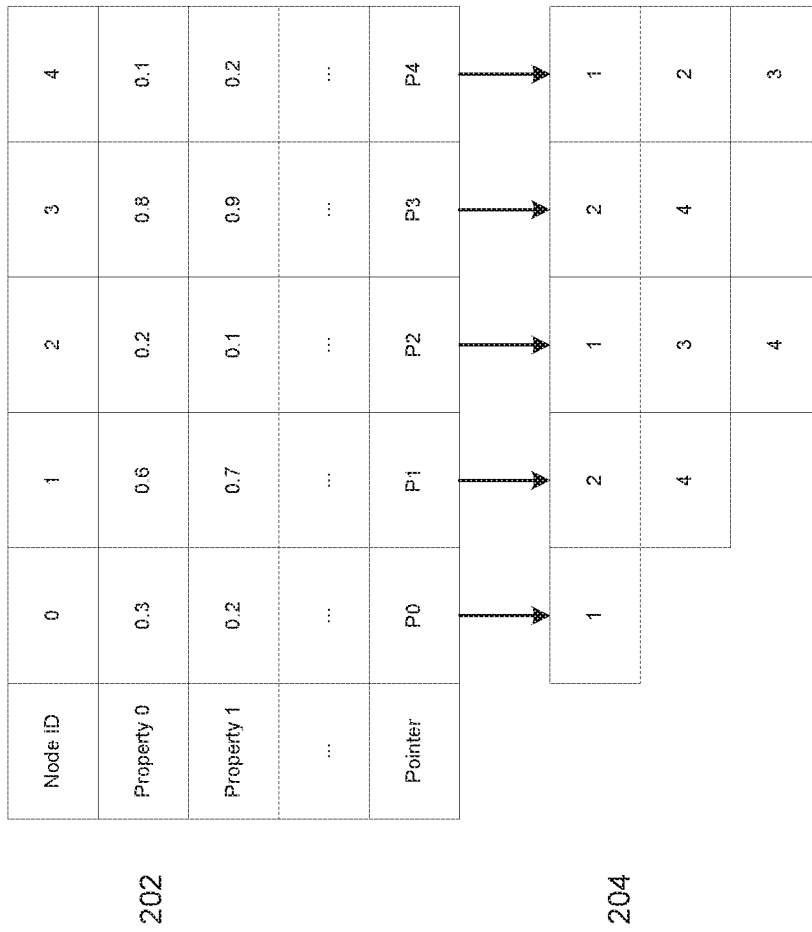 Node ID 0 1 2 3 4
Property 0 0.3 0.6 0.2 0.8 0.1
202
Property 1 0.2 0.7 0.1 0.9 0.2
... ... ... ... ... ...
Pointer P0 P1 P2 P3 P4
204
1 2 1 2 1
4 3 4 2
4 3